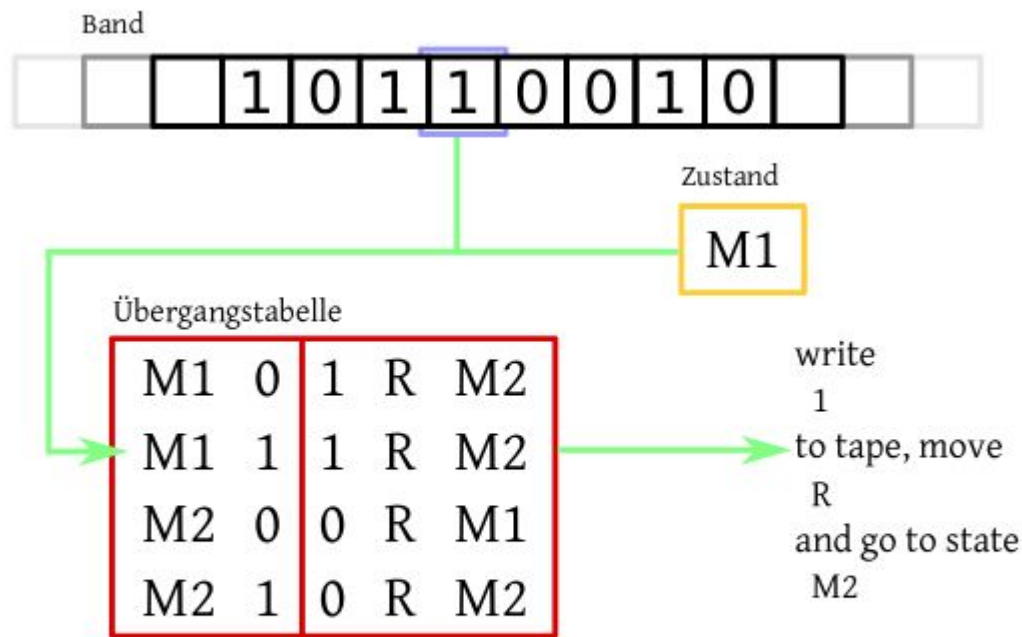 Band
1 0 1 1 0 0 1 0
Zustand
M1
Übergangstabelle
M1 0 1 R M2
M1 1 1 R M2
M2 0 0 R M1
M2 1 0 R M2
write
1
to tape, move
R
and go to state
M2